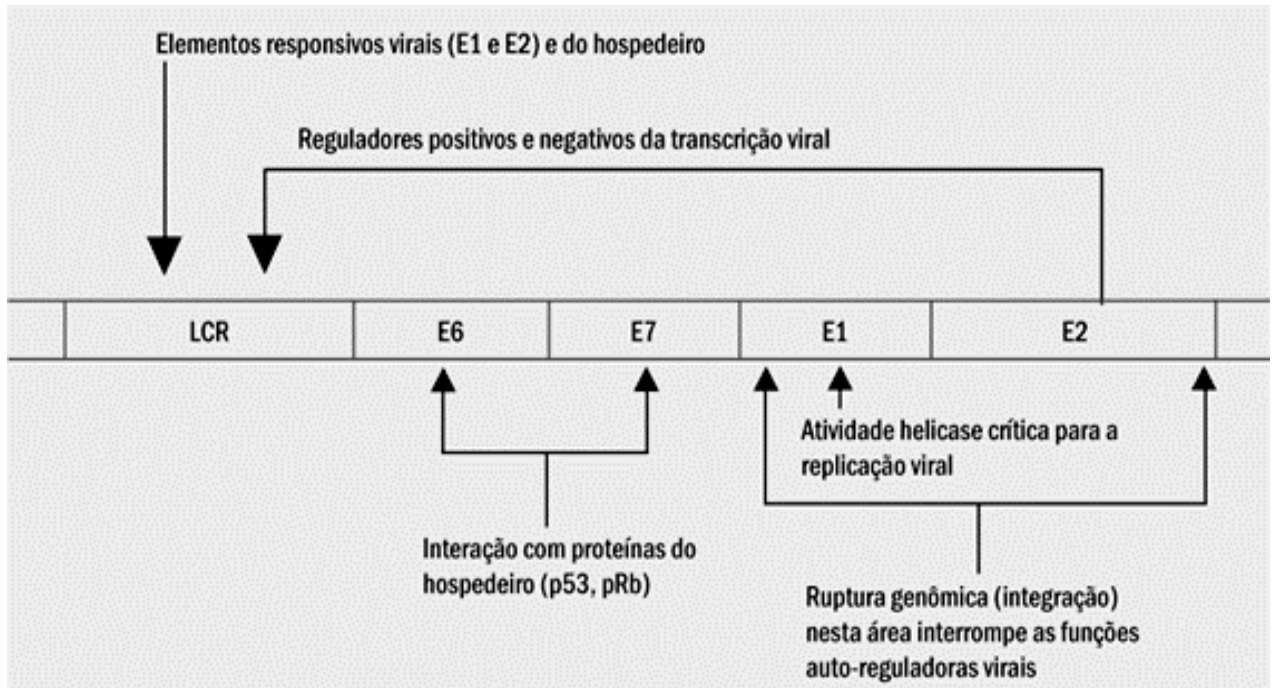 Elementos responsivos virais (E1 e E2) e do hospedeiro
Reguladores positivos e negativos da transcrição viral
LCR
E6
E7
E1
E2
Atividade helicase crítica para a
replicação viral
Interação com proteínas do
hospedeiro (p53, pRb)
Ruptura genômica (integração)
nesta área interrompe as funções
auto-reguladoras virais